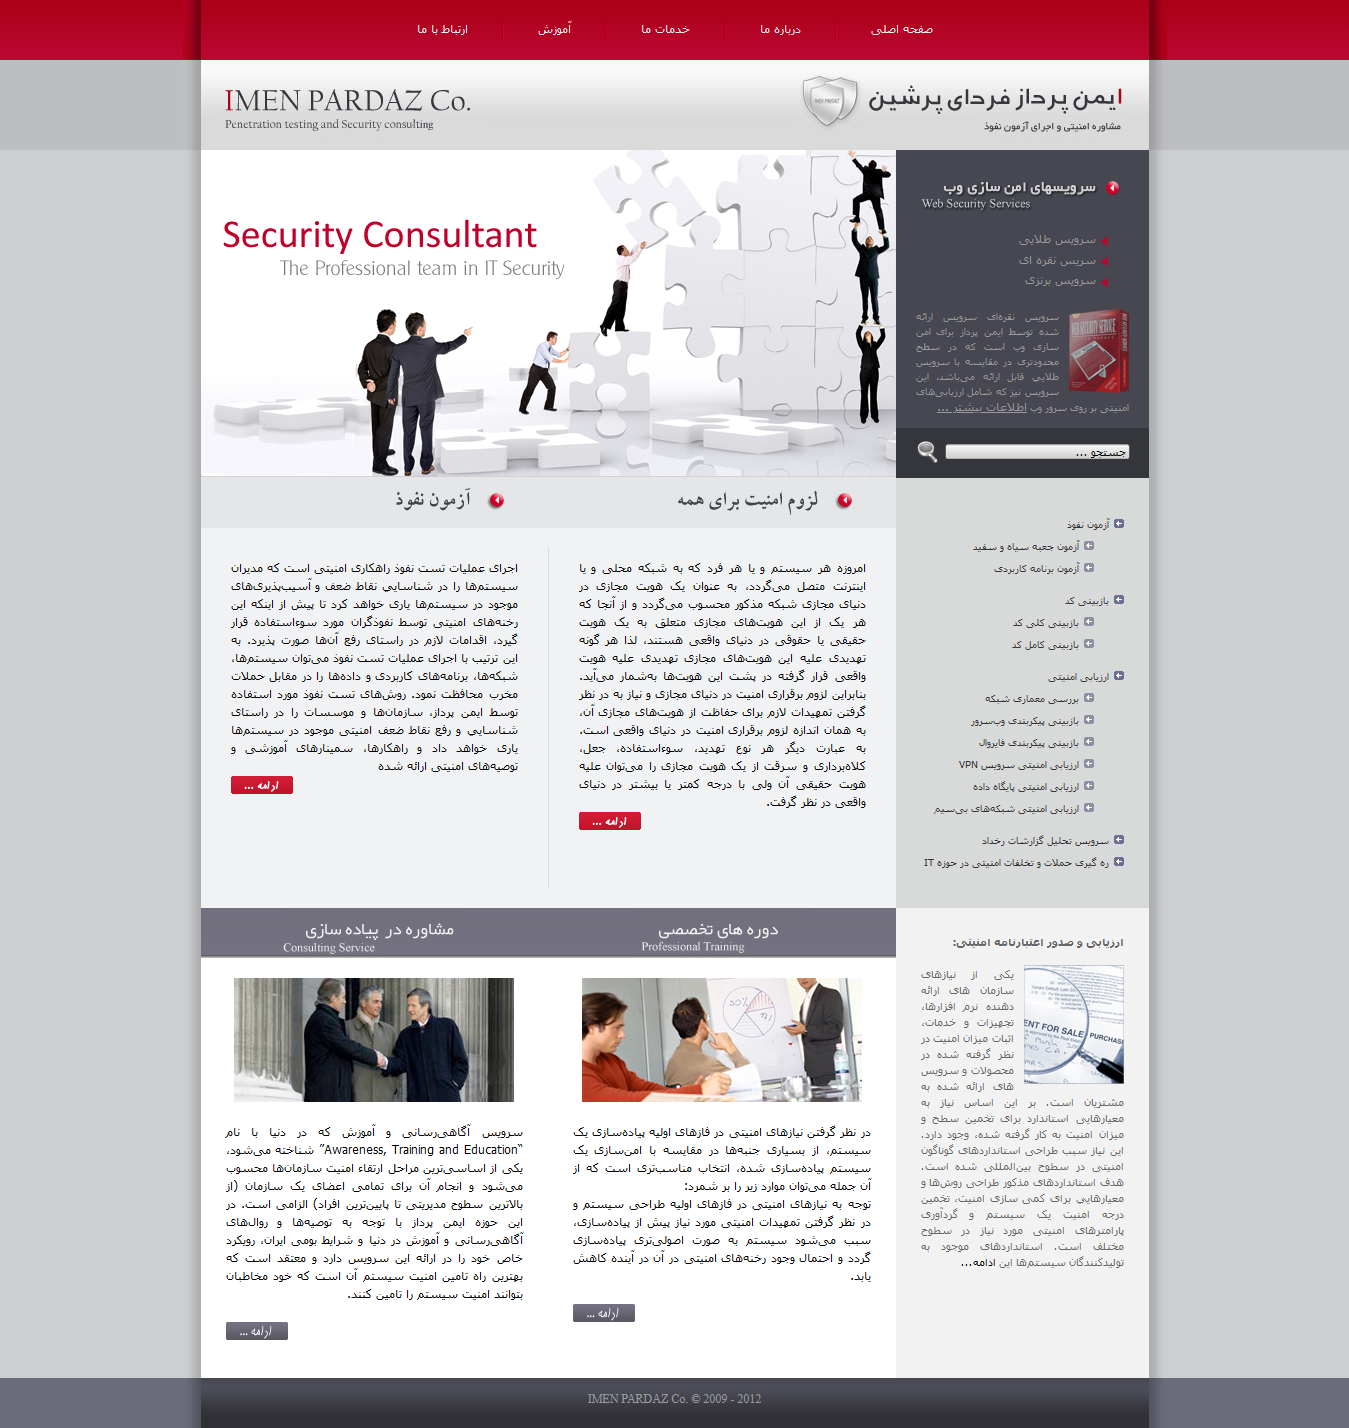 صفحه اصلی
درباره ما
خدمات ما
آموزش
ارتباط با ما
IMEN PARDAZ Co.
Penetration testing and Security consulting
ایمن پرداز فردای پرشین
مشاوره امنیتی و اجرای آزمون نفوذ
IMEN PARDAZ
Security Consultant
The Professional team in IT Security
سرویسهای امن سازی وب
Web Security Services
سرویس طلایی
سرییس نقره ای
سرویس برنزی
سرویس نقره‌ای سرویس ارائه
شده توسط ایمن پرداز برای امن
سازی وب است که در سطح
محدودتری در مقایسه با سرویس
طلایی قابل ارائه می‌باشد. این
سرویس نیز که شامل ارزیابی‌های
امنیتی بر روی سرور وب اطلاعات بیشتر ...
WEB SECURITY SERVICE
جستجو ...
لزوم امنیت برای همه
آزمون نفوذ
امروزه هر سیستم و یا هر فرد که به شبکه محلی و یا
اینترنت متصل می‌گردد، به عنوان یک هویت مجازی در
دنیای مجازی شبکه مذکور محسوب می‌گردد و از آنجا که
هر یک از این هویت‌های مجازی متعلق به یک هویت
حقیقی یا حقوقی در دنیای واقعی هستند، لذا هر گونه
تهدیدی علیه این هویت‌های مجازی تهدیدی علیه هویت
واقعی قرار گرفته در پشت این هویت‌ها به‌شمار می‌آید.
بنابراین لزوم برقراری امنیت در دنیای مجازی و نیاز به در نظر
گرفتن تمهیدات لازم برای حفاظت از هویت‌های مجازی آن،
به همان اندازه لزوم برقراری امنیت در دنیای واقعی است.
به عبارت دیگر هر نوع تهدید، سوءاستفاده، جعل،
کلاه‌برداری و سرقت از یک هویت مجازی را می‌توان علیه
هویت حقیقی آن ولی با درجه کمتر یا بیشتر در دنیای
واقعی در نظر گرفت.
ادامه ...
اجرای عملیات تست نفوذ راهکاری امنیتی است که مدیران
سیستم‌ها را در شناسایي نقاط ضعف و آسیب‌پذیری‌های
موجود در سیستم‌ها یاری خواهد کرد تا پیش از اینکه این
رخنه‌های امنیتی توسط نفوذگران مورد سوءاستفاده قرار
گیرد، اقدامات لازم در راستای رفع آن‌ها صورت پذیرد. به
این ترتیب با اجرای عملیات تست نفوذ می‌توان سیستم‌ها،
شبکه‌ها، برنامه‌های کاربردی و داده‌ها را در مقابل حملات
مخرب محافظت نمود. روش‌های تست نفوذ مورد استفاده
توسط ایمن پرداز، سازمان‌ها و موسسات را در راستای
شناسایي و رفع نقاط ضعف امنیتی موجود در سیستم‌ها
یاری خواهد داد و راهکارها، سمینارهای آموزشی و
توصیه‌های امنیتی ارائه شده
ادامه ...
آزمون نفوذ
آزمون جعبه سیاه و سفید
آزمون برنامه کاربردی
بازبینی کد
بازبینی کلی کد
بازبینی کامل کد
ارزیابی امنیتی
بررسی معماری شبکه
بازبینی پیکربندی وب‌سرور
بازبینی پیکربندی فایروال
ارزیابی امنیتی سرویس VPN
ارزیابی امنیتی پایگاه داده
ارزیابی امنیتی شبکه‌های بی‌سیم
سرویس تحلیل گزارشات رخداد
ره گیری حملات و تخلفات امنیتی در حوزه IT
دوره های تخصصی
Professional Training
مشاوره در پیاده سازی
Consulting Service
30%
در نظر گرفتن نیازهای امنیتی در فازهای اولیه پیاده‌سازی یک
سیستم، از بسیاری جنبه‌ها در مقایسه با امن‌سازی یک
سیستم پیاده‌سازی شده، انتخاب مناسب‌تری است که از
آن جمله می‌توان موارد زیر را بر شمرد:
توجه به نیازهای امنیتی در فازهای اولیه طراحی سیستم و
در نظر گرفتن تمهیدات امنیتی مورد نیاز پیش از پیاده‌سازی،
سبب می‌شود سیستم به صورت اصولی‌تری پیاده‌سازی
گردد و احتمال وجود رخنه‌های امنیتی در آن در آینده کاهش
یابد.
ادامه ...
سرویس آگاهی‌رسانی و آموزش که در دنیا با نام
“Awareness, Training and Education” شناخته می‌شود،
یکی از اساسی‌ترین مراحل ارتقاء امنیت سازمان‌ها محسوب
می‌شود و انجام آن برای تمامی اعضای یک سازمان (از
بالاترین سطوح مدیریتی تا پایین‌ترین افراد) الزامی است. در
این حوزه ایمن پرداز با توجه به توصیه‌ها و روال‌های
آگاهی‌رسانی و آموزش در دنیا و شرایط بومی ایران، رویکرد
خاص خود را در ارائه این سرویس دارد و معتقد است که
بهترین راه تامین امنیت سیستم آن است که خود مخاطبان
بتوانند امنیت سیستم را تامین کنند.
ادامه ...
ارزیابی و صدور اعتبارنامه امنیتی:
یکی از نیازهای
سازمان های ارائه
دهنده نرم افزارها،
تجهیزات و خدمات،
اثبات میزان امنیت در
نظر گرفته شده در
محصولات و سرویس
های ارائه شده به
مشتریان است. بر این اساس نیاز به
معیارهایی استاندارد برای تخمین سطح و
میزان امنیت به کار گرفته شده، وجود دارد.
این نیاز سبب طراحی استانداردهای گوناگون
امنیتی در سطوح بین‌المللی شده است.
هدف استانداردهای مذکور طراحی روش‌ها و
معیارهایي برای کمی سازی امنیت، تخمین
درجه امنیت یک سیستم و گردآوری
پارامترهای امنیتی مورد نیاز در سطوح
مختلف است. استانداردهای موجود به
تولیدکنندگان سیستم‌ها این ادامه...
ENT FOR SALE
PURCHASE
IMEN PARDAZ Co. © 2009 - 2012